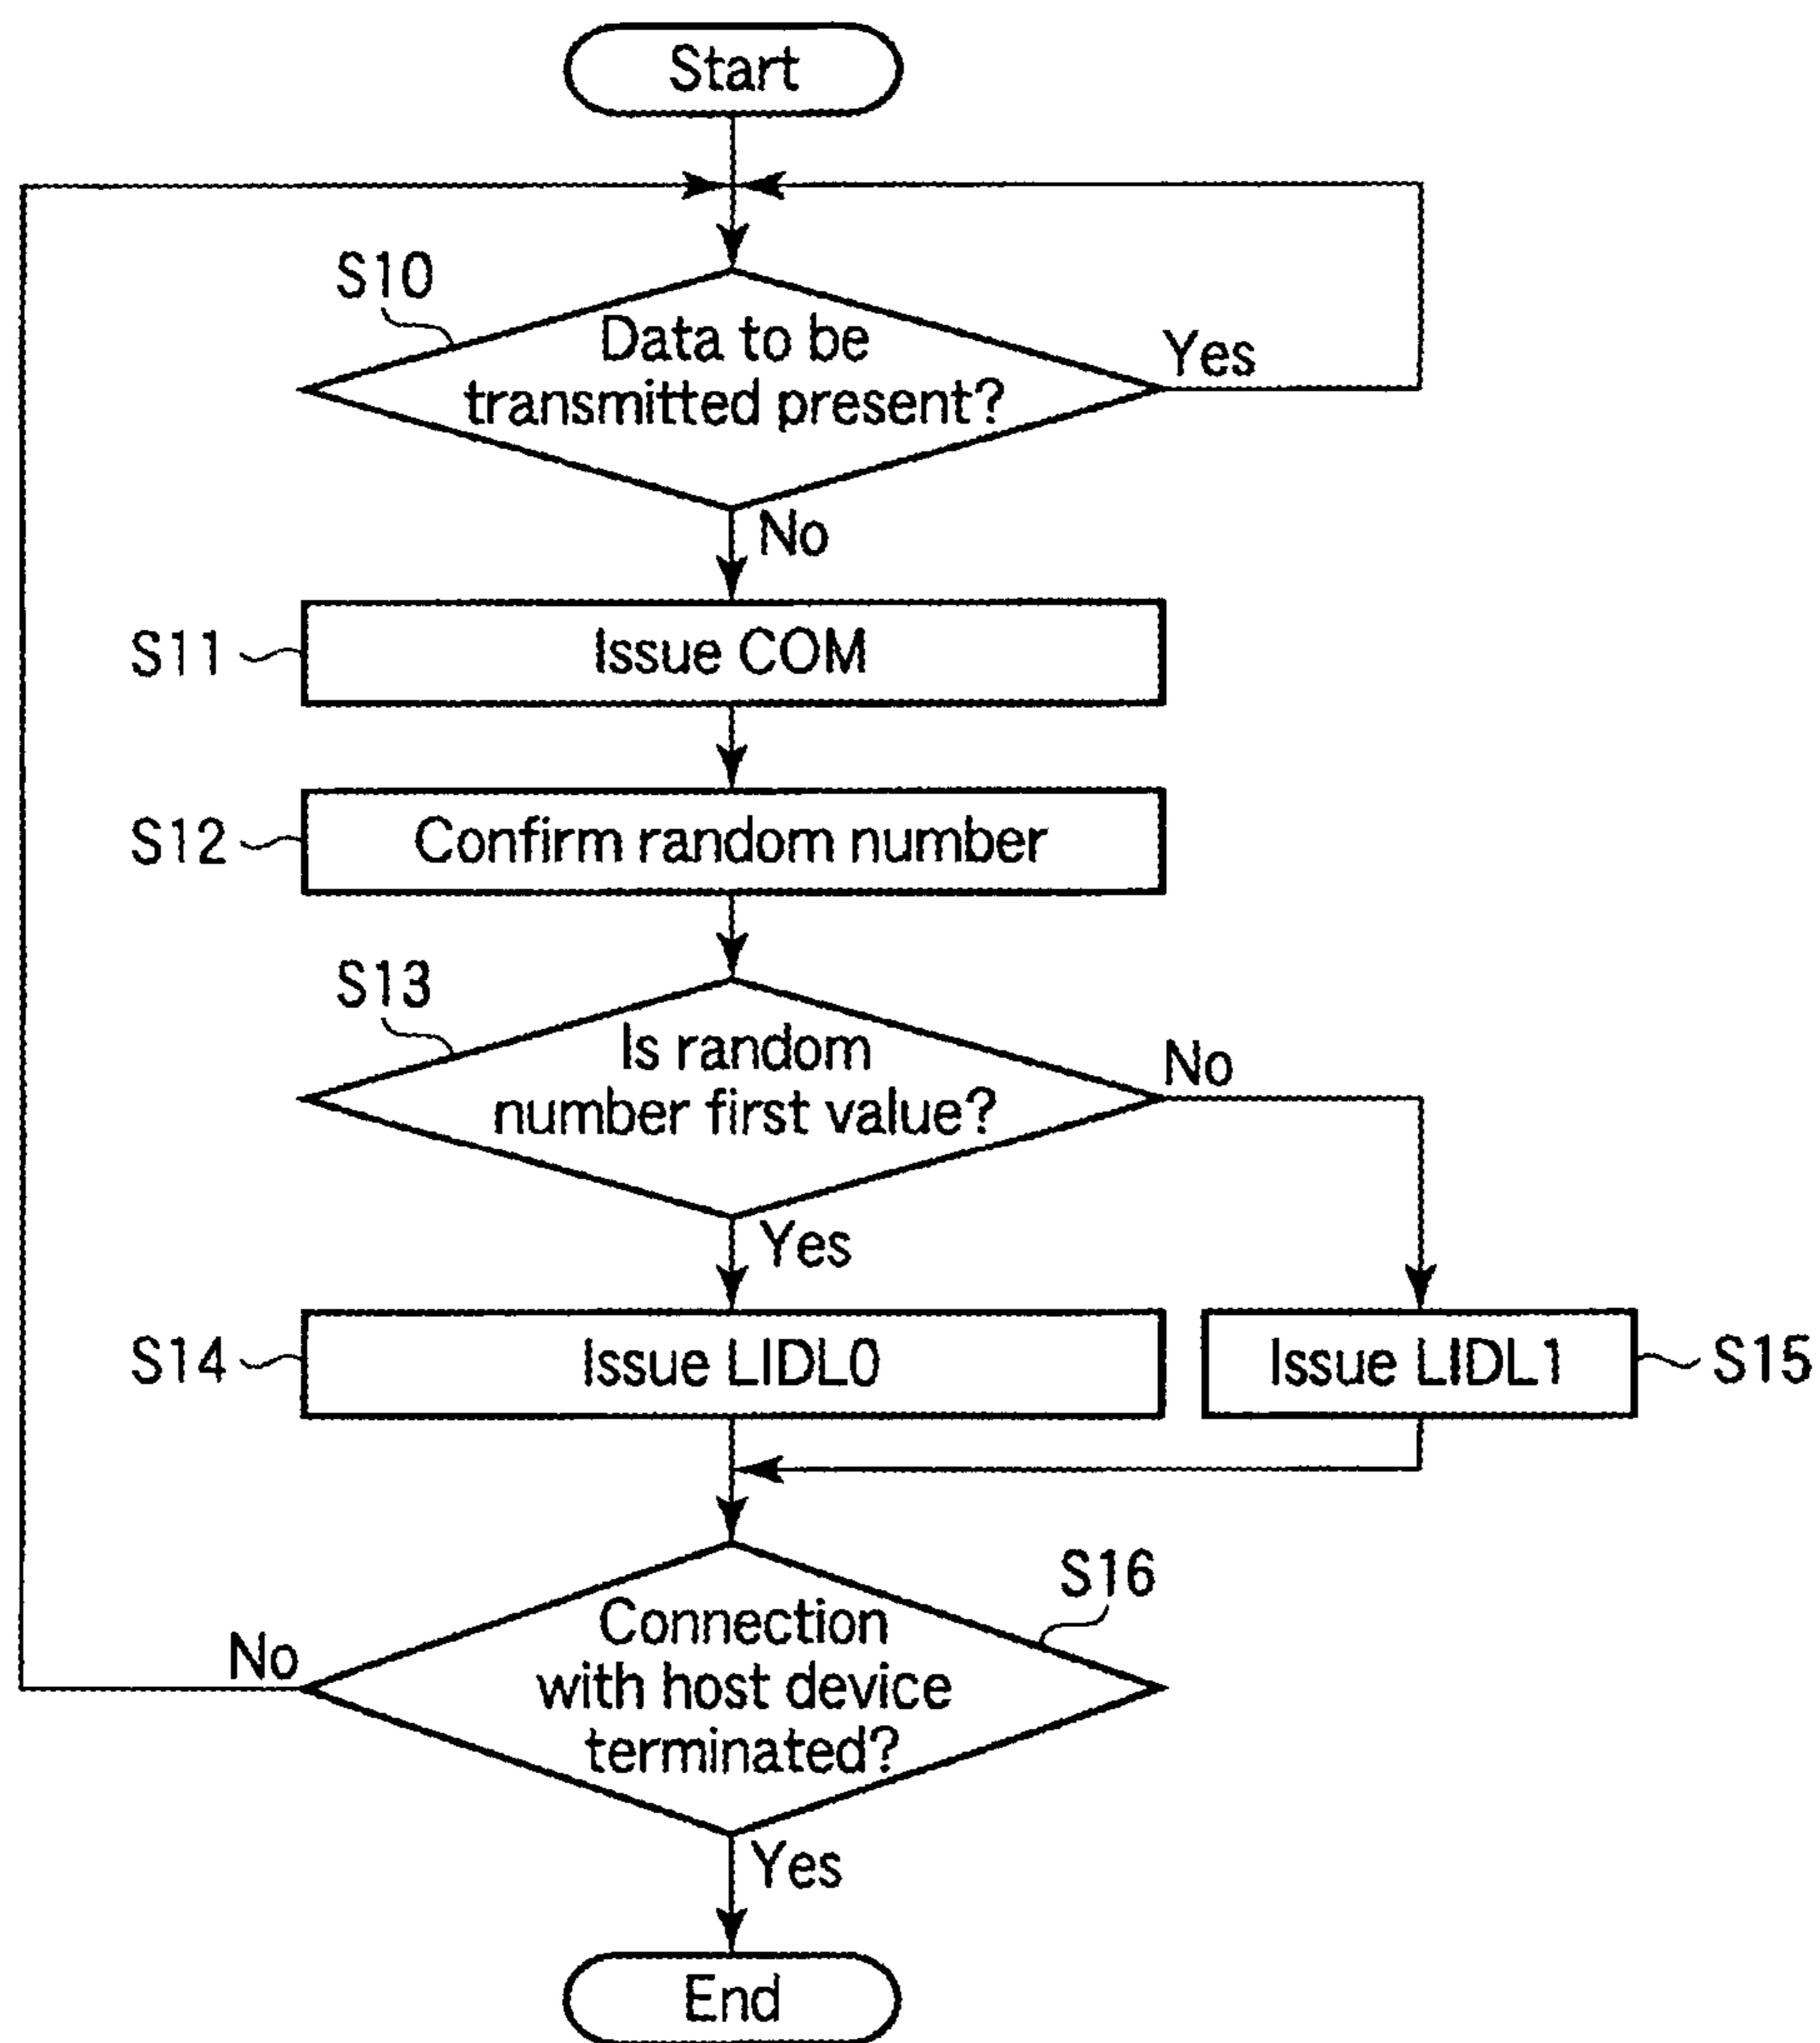 Start
S10
Data to be
transmitted present?
Yes
No
S11
Issue COM
S12
Confirm random number
S13
Is random
number first value?
No
Yes
S14
Issue LIDL0
Issue LIDL1
S15
S16
Connection
with host device
terminated?
No
Yes
End